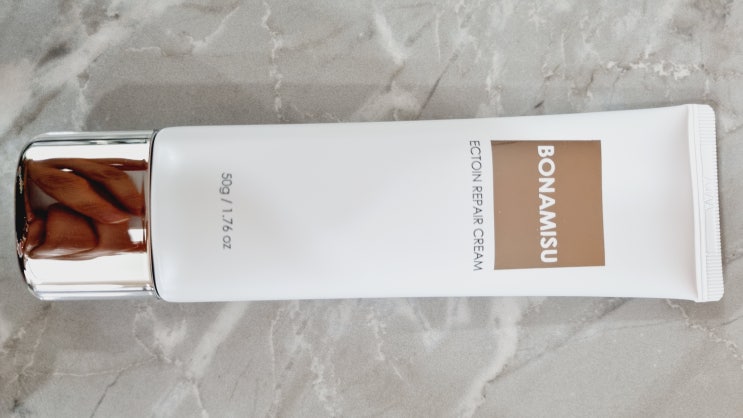 BONAMISU
ECTOIN REPAIR CREAM
50g / 1.76 oz